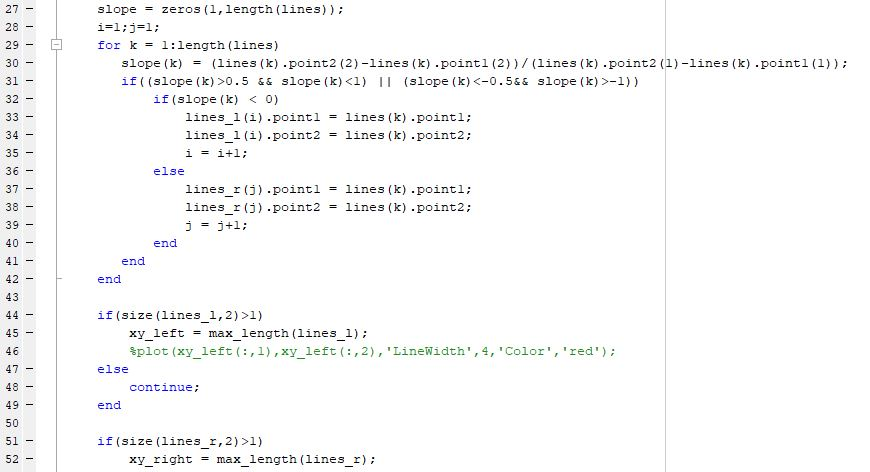 27 – slope = zeros(1,length(lines));
28 – i=1;j=1;
29 – for k = 1:length(lines)
30 – slope(k) = (lines(k).point2(2)-lines(k).point1(2))/(lines(k).point2(1)-lines(k).point1(1));
31 – if((slope(k)>0.5 && slope(k)<1) || (slope(k)<-0.5&& slope(k)>-1))
32 – if(slope(k) < 0)
33 – lines_l(i).point1 = lines(k).point1;
34 – lines_l(i).point2 = lines(k).point2;
35 – i = i+1;
36 – else
37 – lines_r(j).point1 = lines(k).point1;
38 – lines_r(j).point2 = lines(k).point2;
39 – j = j+1;
40 – end
41 – end
42 – end
43
44 – if(size(lines_l,2)>1)
45 – xy_left = max_length(lines_l);
46 %plot(xy_left(:,1),xy_left(:,2),'LineWidth',4,'Color','red');
47 – else
48 – continue;
49 – end
50
51 – if(size(lines_r,2)>1)
52 – xy_right = max_length(lines_r);